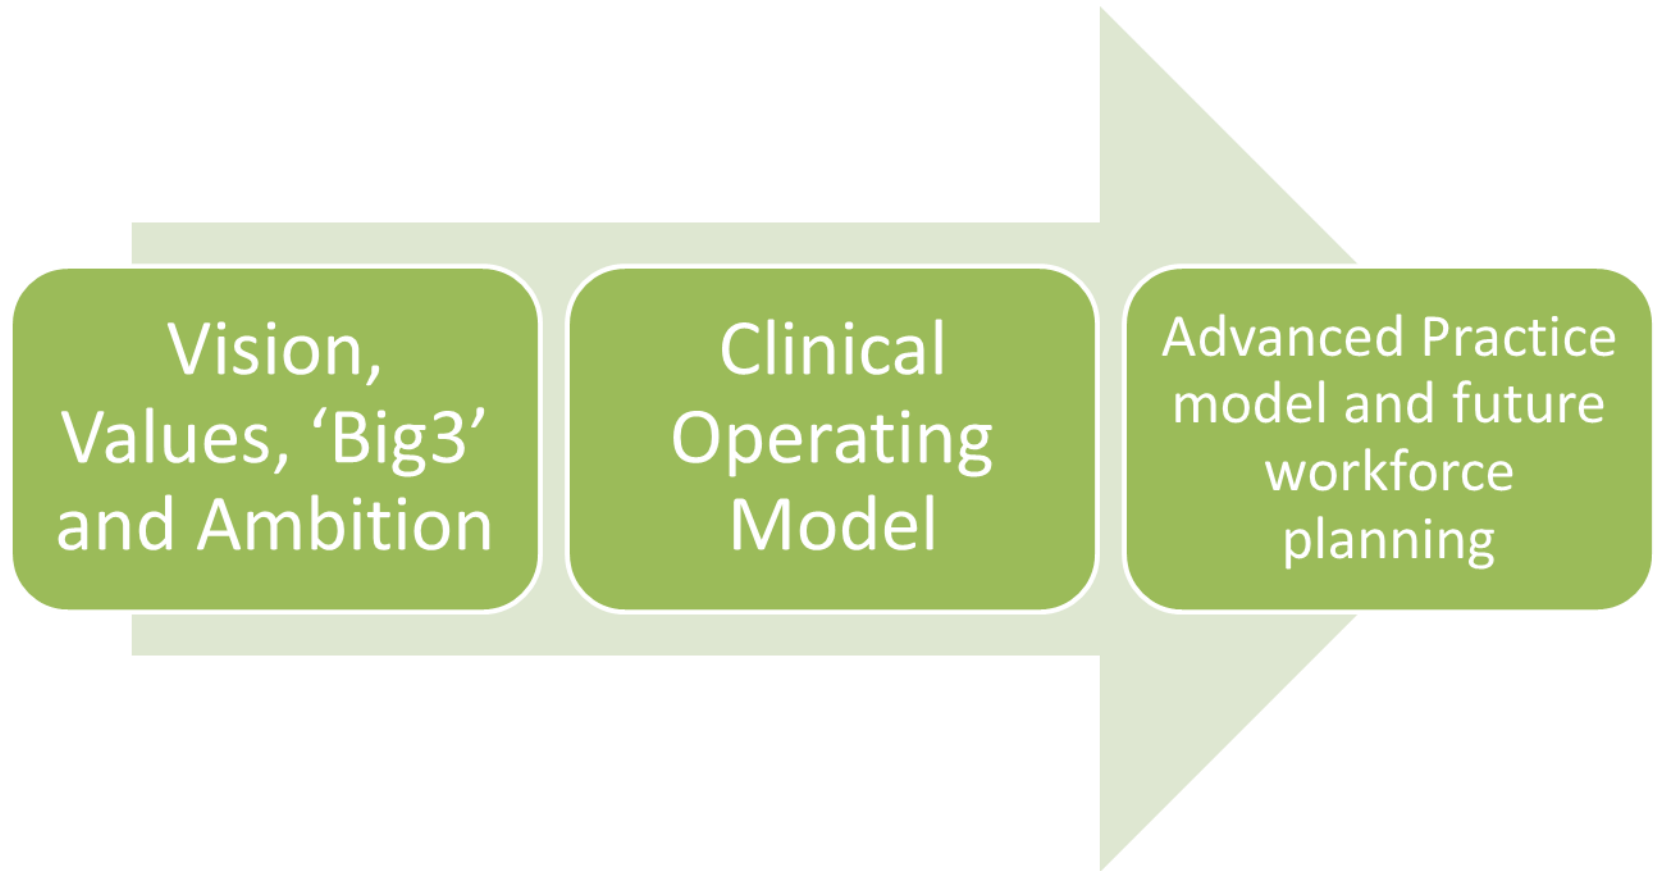 Vision,
Values, ‘Big3’
and Ambition
Clinical
Operating
Model
Advanced Practice
model and future
workforce
planning